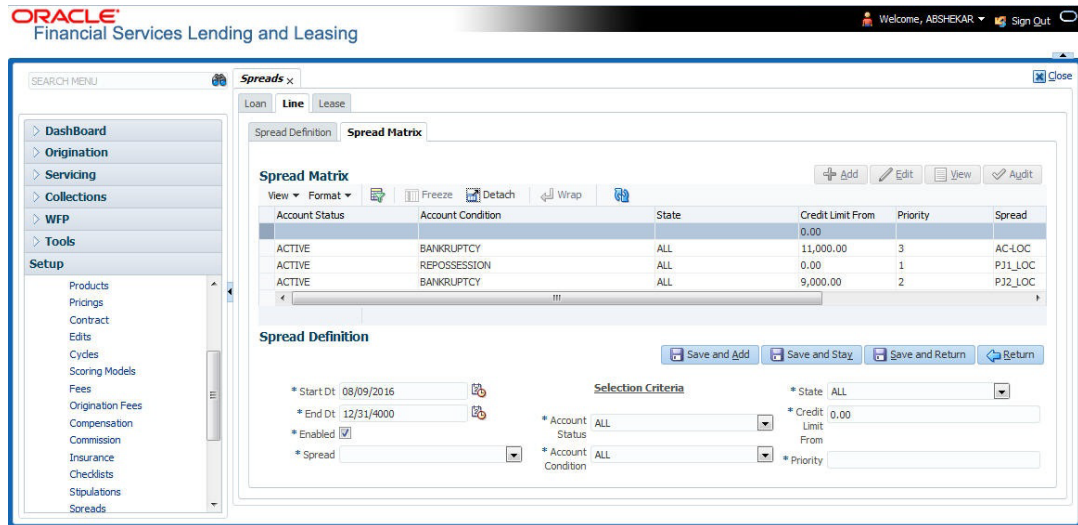 ORACLE'
Financial Services Lending and Leasing
Welcome, ABSHEKAR
Sign Out
SEARCH MENU
DashBoard
Origination
Servicing
Collections
WFP
Tools
Setup
Products
Pricings
Contract
Edits
Cycles
Scoring Models
Fees
Origination Fees
Compensation
Commission
Insurance
Checklists
Stipulations
Spreads
Spreads x
Close
Loan Line Lease
Spread Definition Spread Matrix
Spread Matrix
Add Edit View Audit
View Format Freeze Detach Wrap
Account Status Account Condition State Credit Limit From Priority Spread
0.00
ACTIVE BANKRUPTCY ALL 11,000.00 3 AC-LOC
ACTIVE REPOSSESSION ALL 0.00 1 PJ1_LOC
ACTIVE BANKRUPTCY ALL 9,000.00 2 PJ2_LOC
Spread Definition
Save and Add Save and Stay Save and Return Return
* Start Dt 08/09/2016
* End Dt 12/31/4000
* Enabled
* Spread
Selection Criteria
* Account Status ALL
* Account Condition ALL
* State ALL
* Credit Limit From 0.00
* Priority